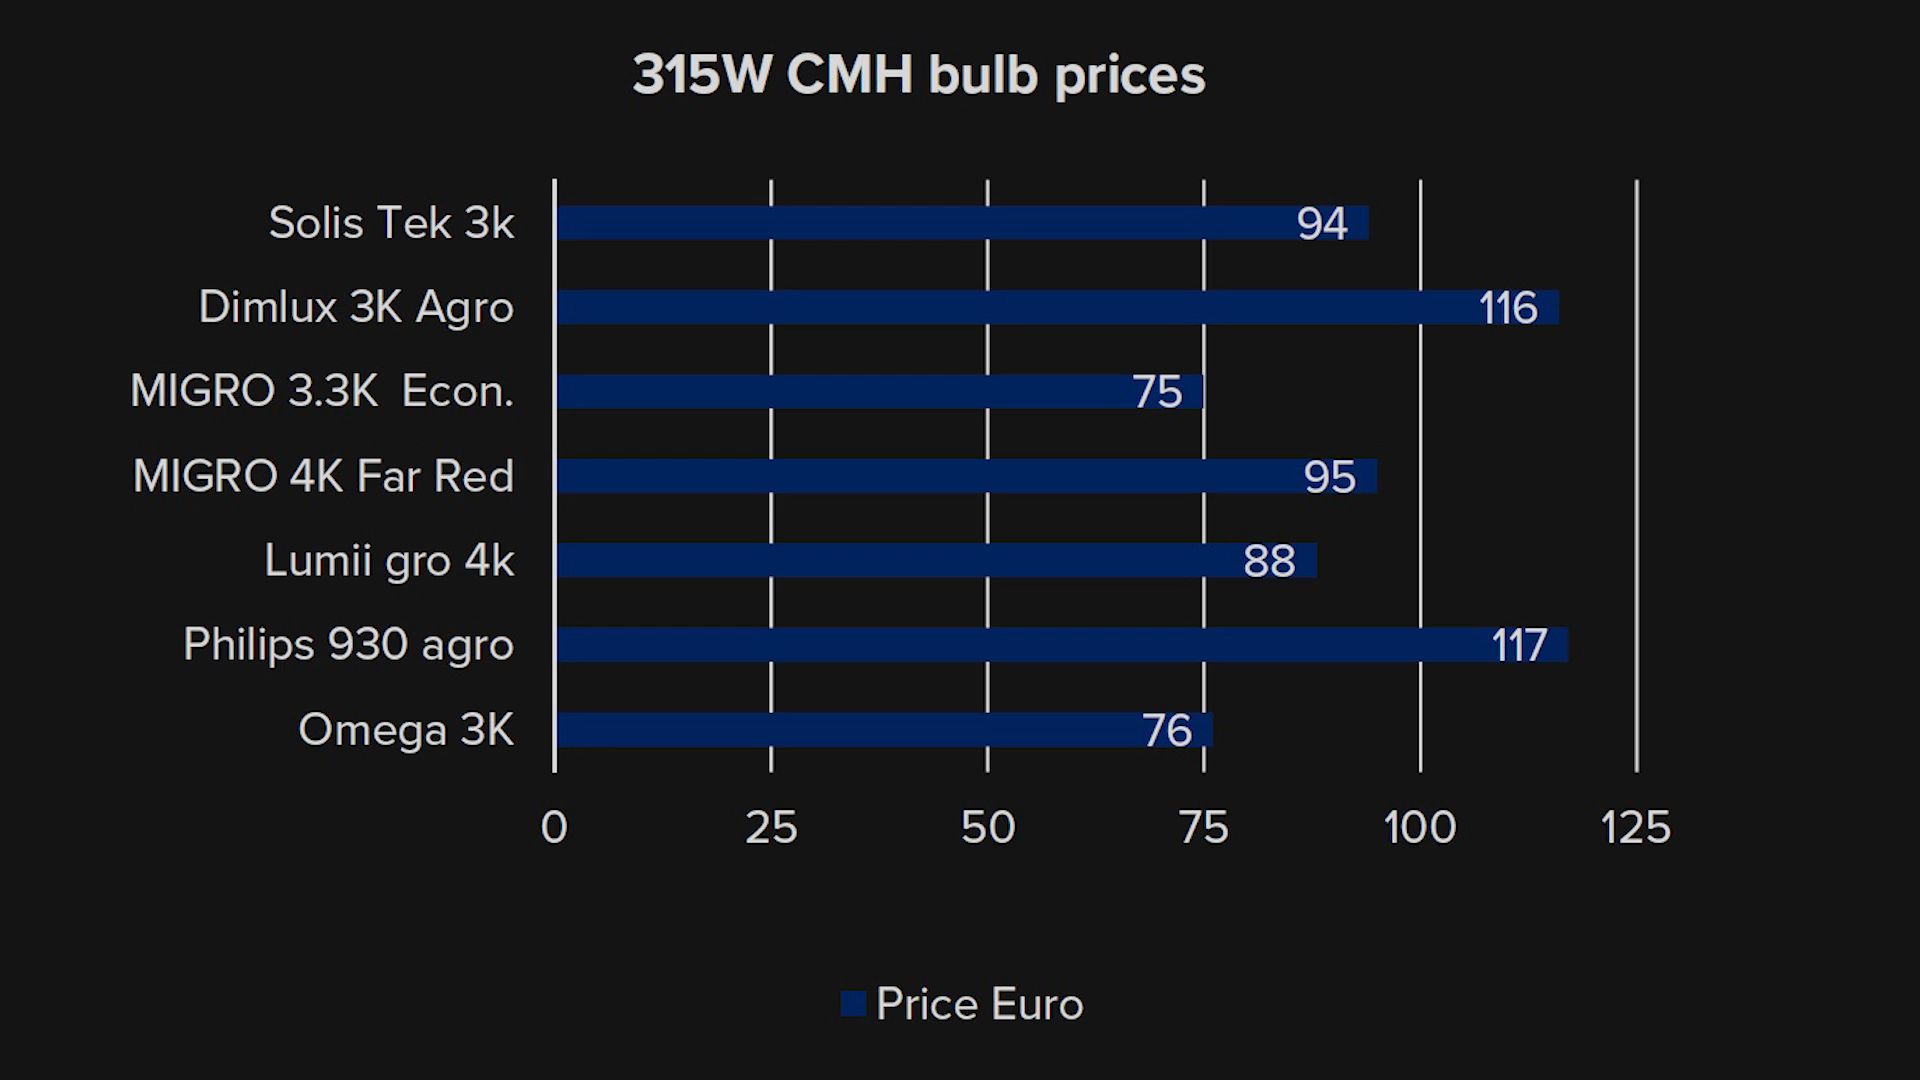 315W CMH bulb prices
Solis Tek 3k 94
Dimlux 3K Agro 116
MIGRO 3.3K  Econ. 75
MIGRO 4K Far Red 95
Lumii gro 4k 88
Philips 930 agro 117
Omega 3K 76
0 25 50 75 100 125
Price Euro